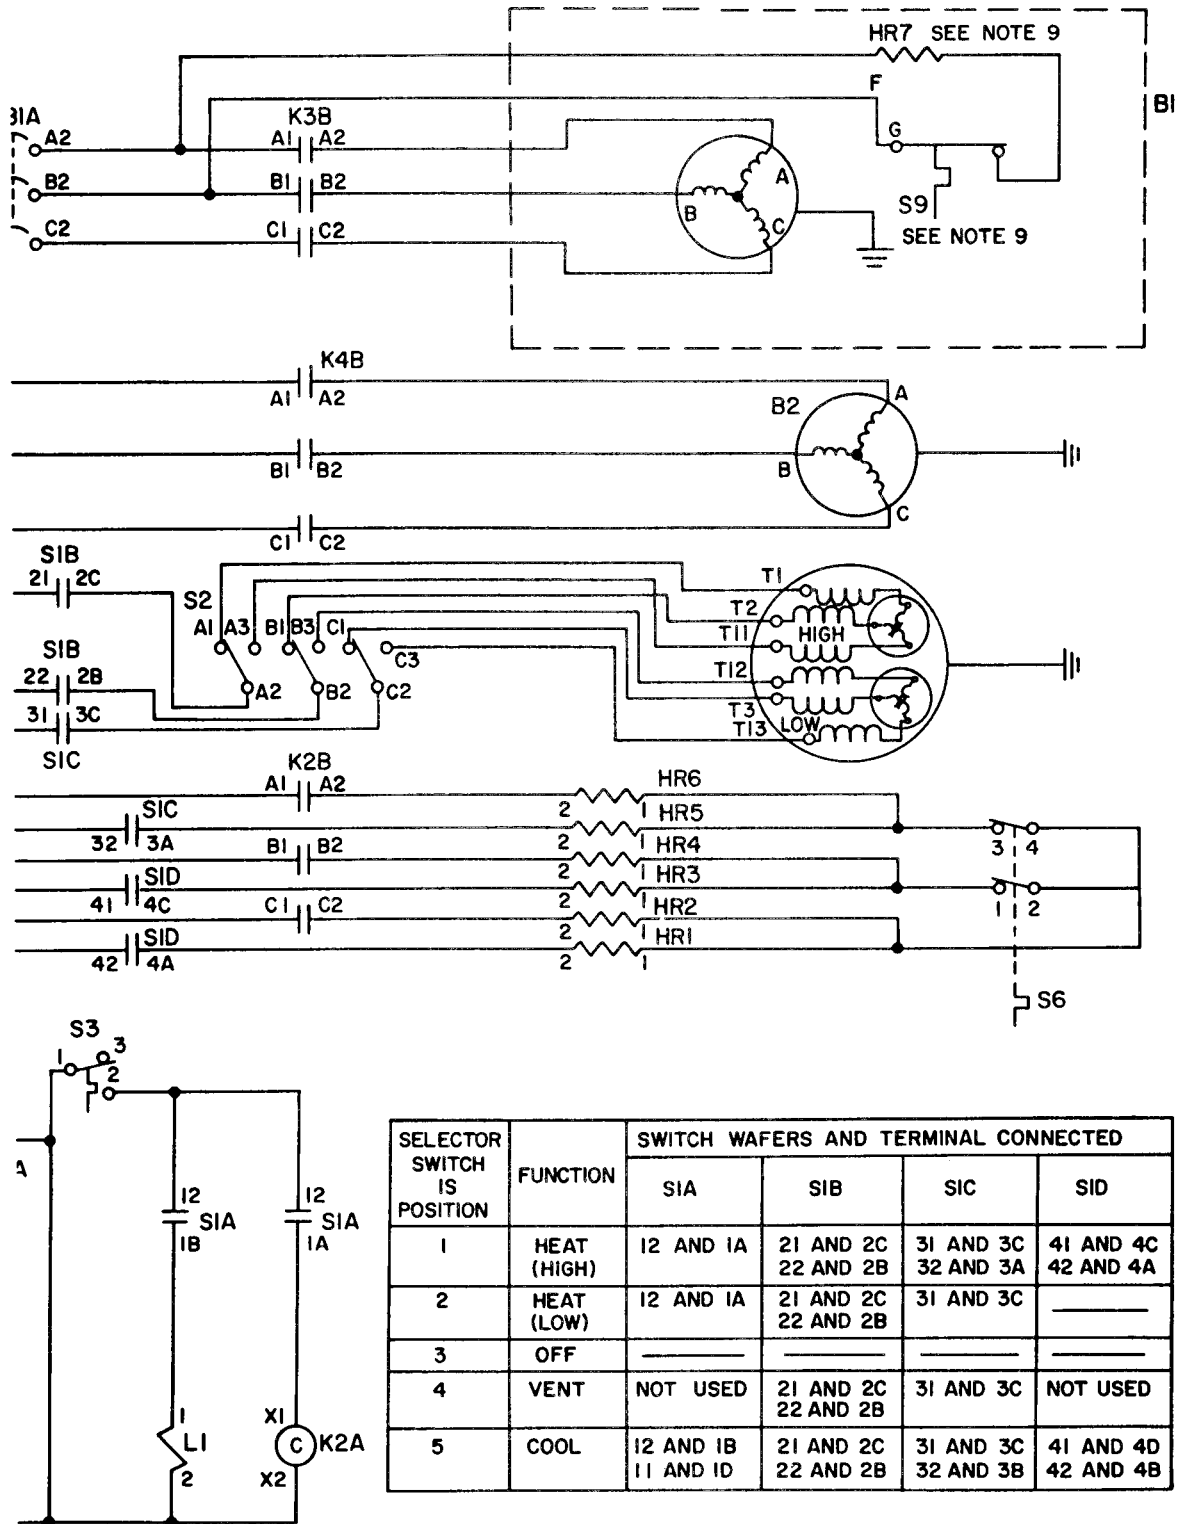 HR7 SEE NOTE 9
F
B1
K3B
A2
A1 A2
G
B2
B1 B2
A
B
C
S9
C2
C1 C2
SEE NOTE 9
K4B
A1 A2
B2
A
B1 B2
B
C1 C2
C
S1B
21 2C
S2
A1 A3 B1 B3 C1
C3
T1
T2
T11
HIGH
S1B
22 2B
A2
B2
C2
T12
31 3C
S1C
T3
LOW
T13
K2B
A1 A2
HR6
2 1
S1C
32 3A
HR5
2 1
3 4
B1 B2
HR4
2 1
S1D
41 4C
HR3
2 1
1 2
C1 C2
HR2
2 1
S1D
42 4A
HR1
2 1
S6
S3
1 3
2
A
12
S1A
1B
12
S1A
1A
1
L1
2
X1
C K2A
X2
SELECTOR SWITCH IS POSITION
FUNCTION
SWITCH WAFERS AND TERMINAL CONNECTED
S1A S1B S1C S1D
1 HEAT 12 AND 1A 21 AND 2C 31 AND 3C 41 AND 4C
(HIGH) 22 AND 2B 32 AND 3A 42 AND 4A
2 HEAT 12 AND 1A 21 AND 2C 31 AND 3C
(LOW) 22 AND 2B
3 OFF
4 VENT NOT USED 21 AND 2C 31 AND 3C NOT USED
22 AND 2B
5 COOL 12 AND 1B 21 AND 2C 31 AND 3C 41 AND 4D
11 AND 1D 22 AND 2B 32 AND 3B 42 AND 4B